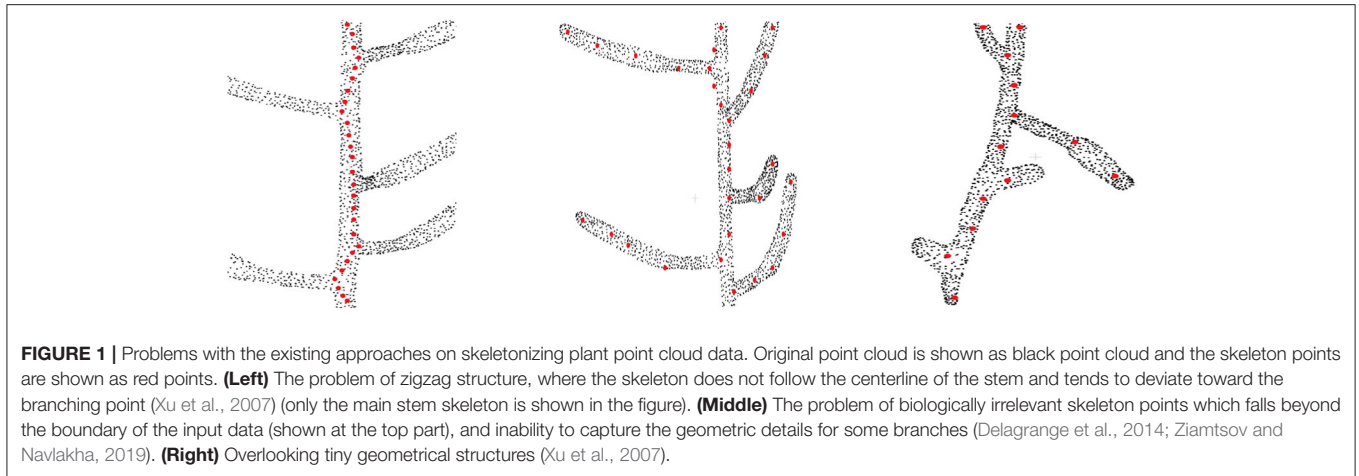 FIGURE 1 | Problems with the existing approaches on skeletonizing plant point cloud data. Original point cloud is shown as black point cloud and the skeleton points
are shown as red points. (Left) The problem of zigzag structure, where the skeleton does not follow the centerline of the stem and tends to deviate toward the
branching point (Xu et al., 2007) (only the main stem skeleton is shown in the figure). (Middle) The problem of biologically irrelevant skeleton points which falls beyond
the boundary of the input data (shown at the top part), and inability to capture the geometric details for some branches (Delagrange et al., 2014; Ziamtsov and
Navlakha, 2019). (Right) Overlooking tiny geometrical structures (Xu et al., 2007).